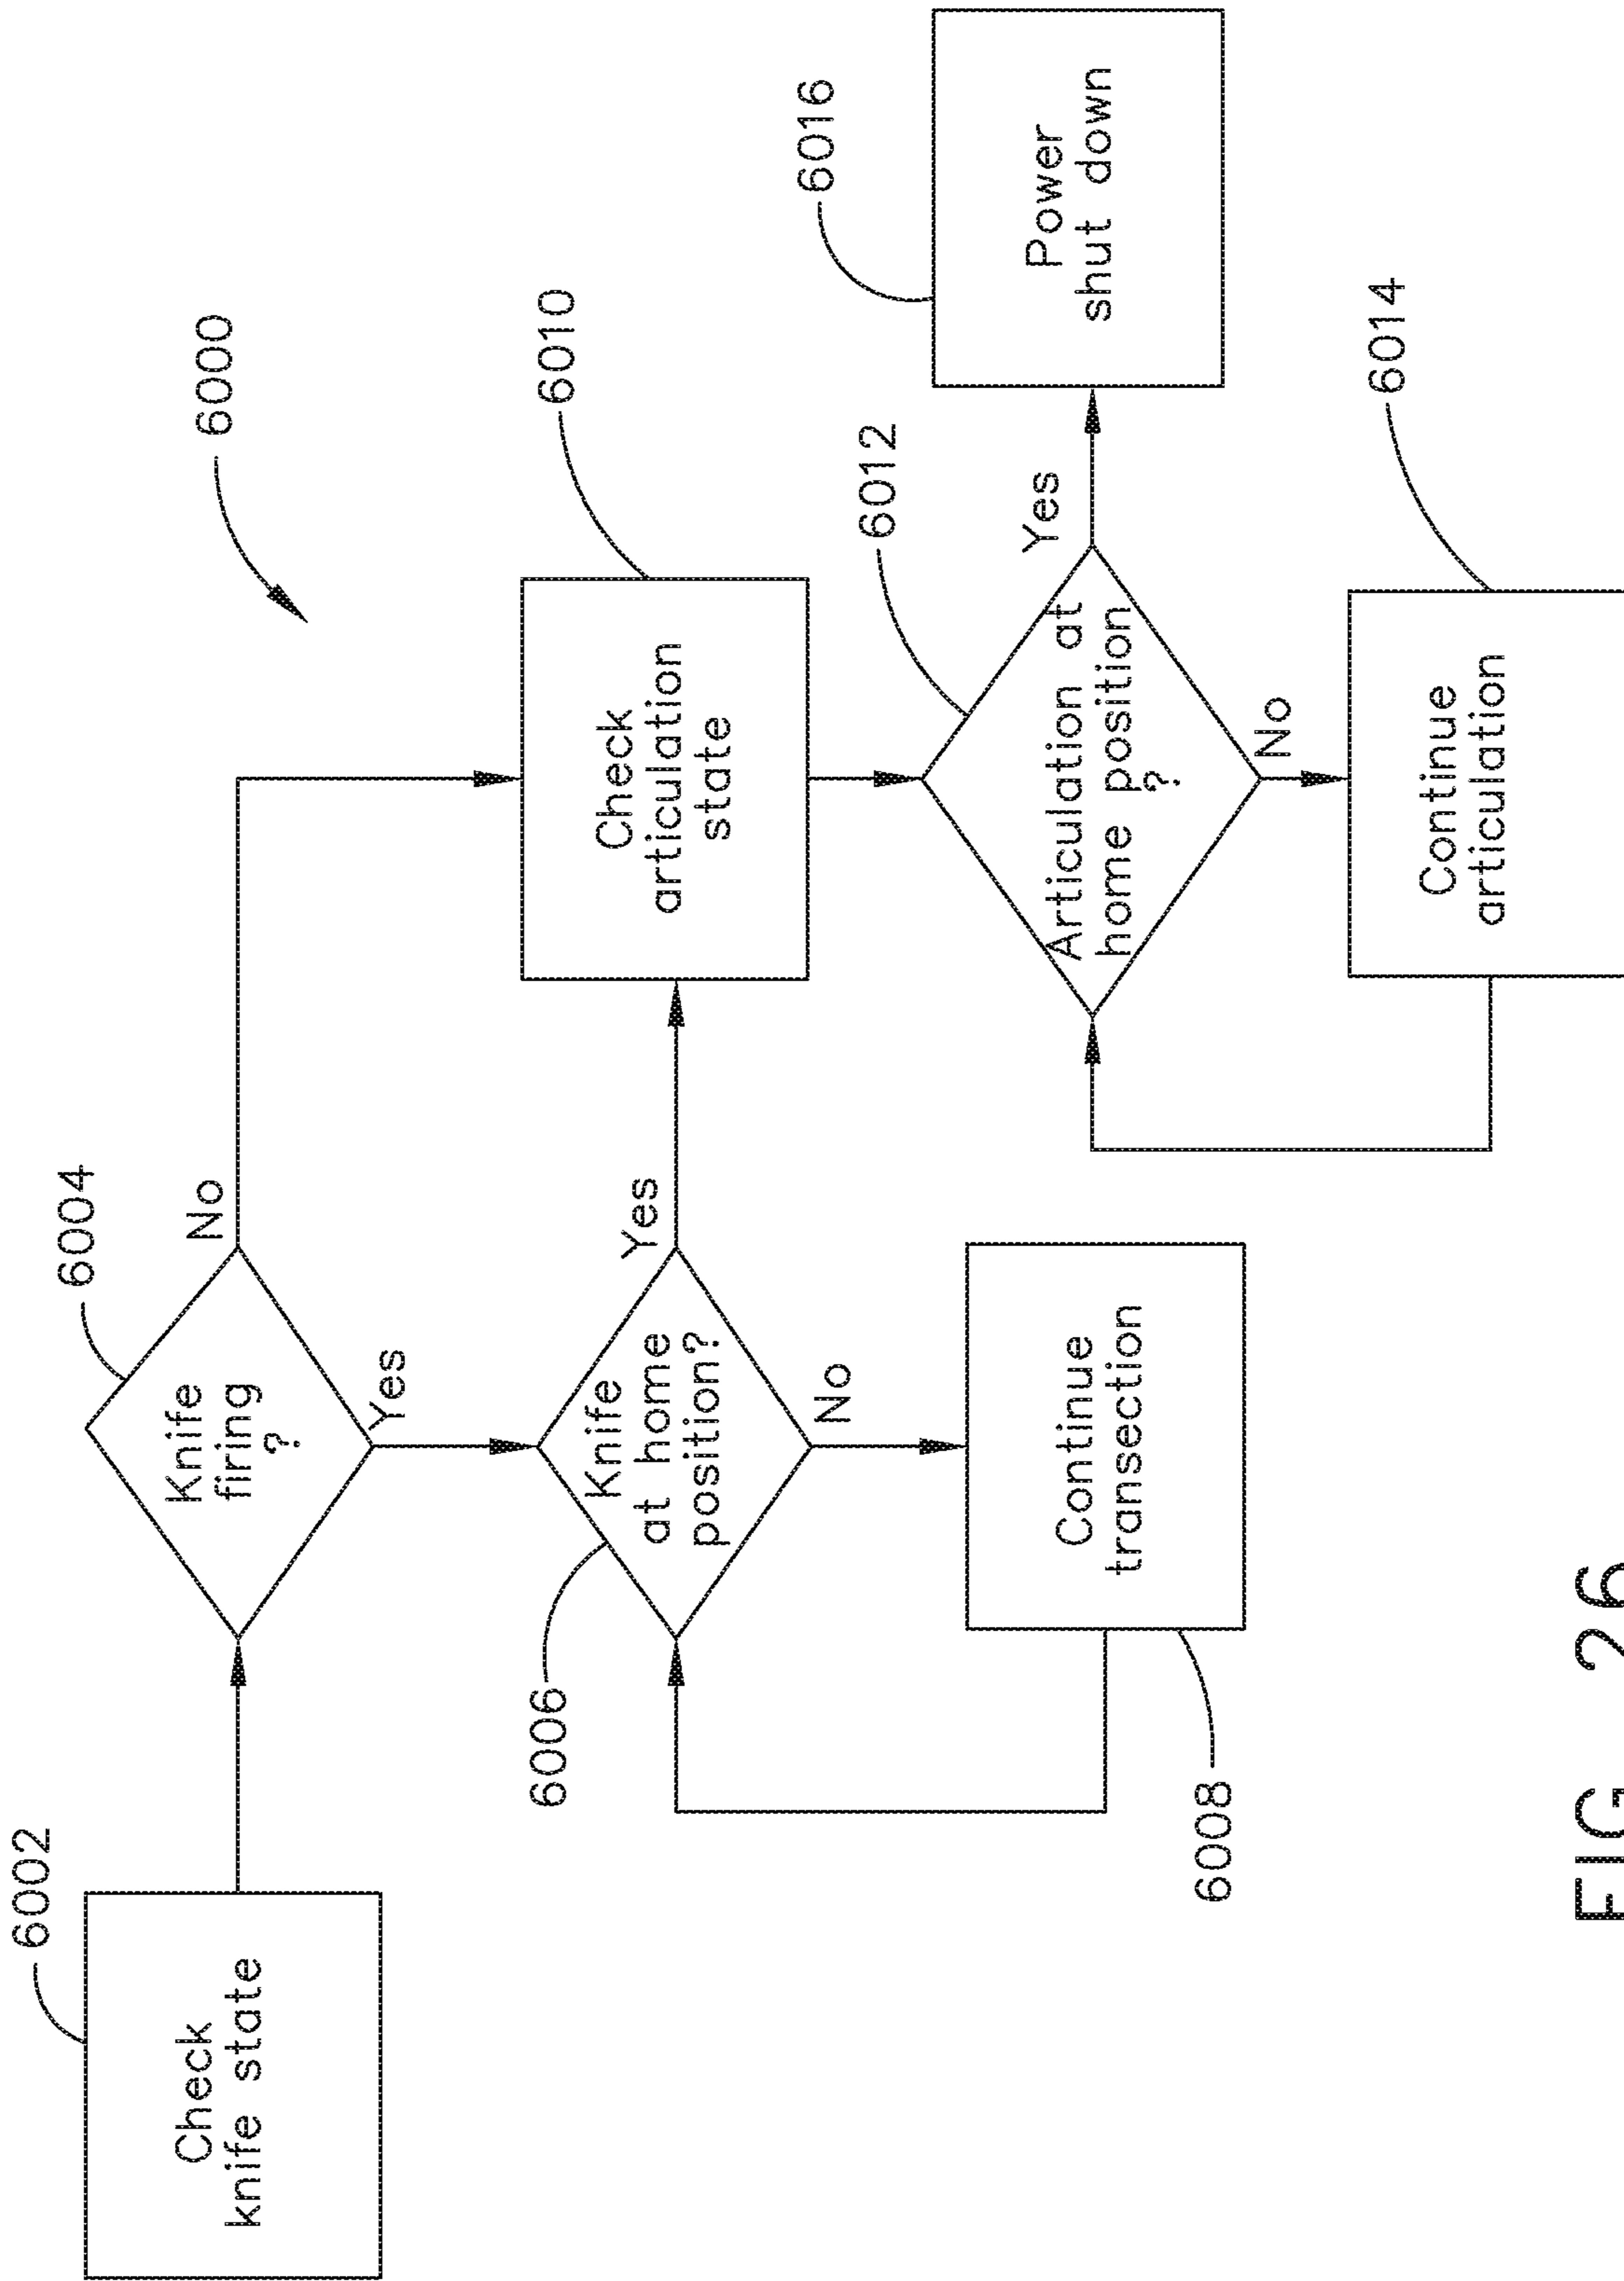 6000
6002
Check
knife state
6004
Knife
firing
?
No
Yes
6006
Knife
at home
position?
Yes
No
6008
Continue
transection
6010
Check
articulation
state
6012
Articulation at
home position
?
Yes
No
6014
Continue
articulation
6016
Power
shut down
FIG. 26